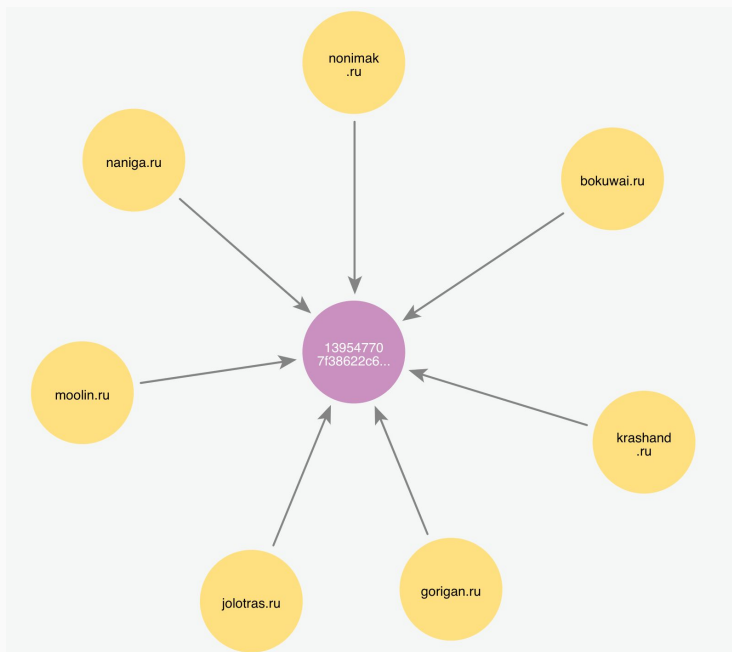 nonimak
.ru
naniga.ru
bokuwai.ru
13954770
7f38622c6...
moolin.ru
krashand
.ru
jolotras.ru
gorigan.ru